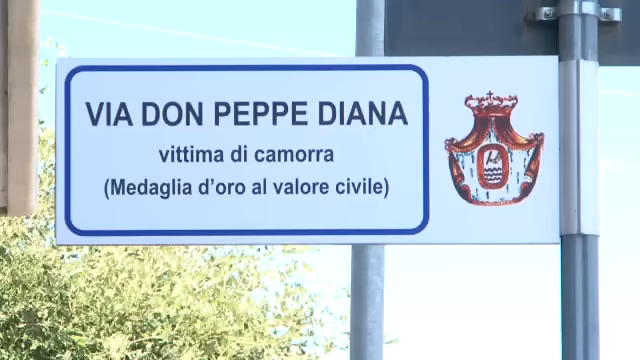 VIA DON PEPPE DIANA
vittima di camorra
(Medaglia d'oro al valore civile)